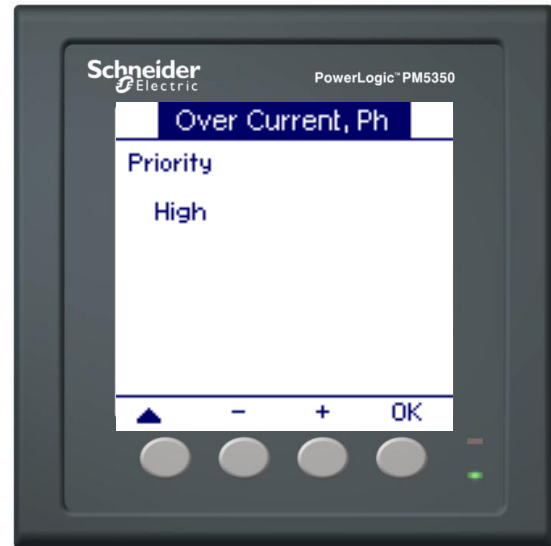 Schneider
Electric
PowerLogic™ PM5350
Over Current, Ph
Priority
High
- + OK